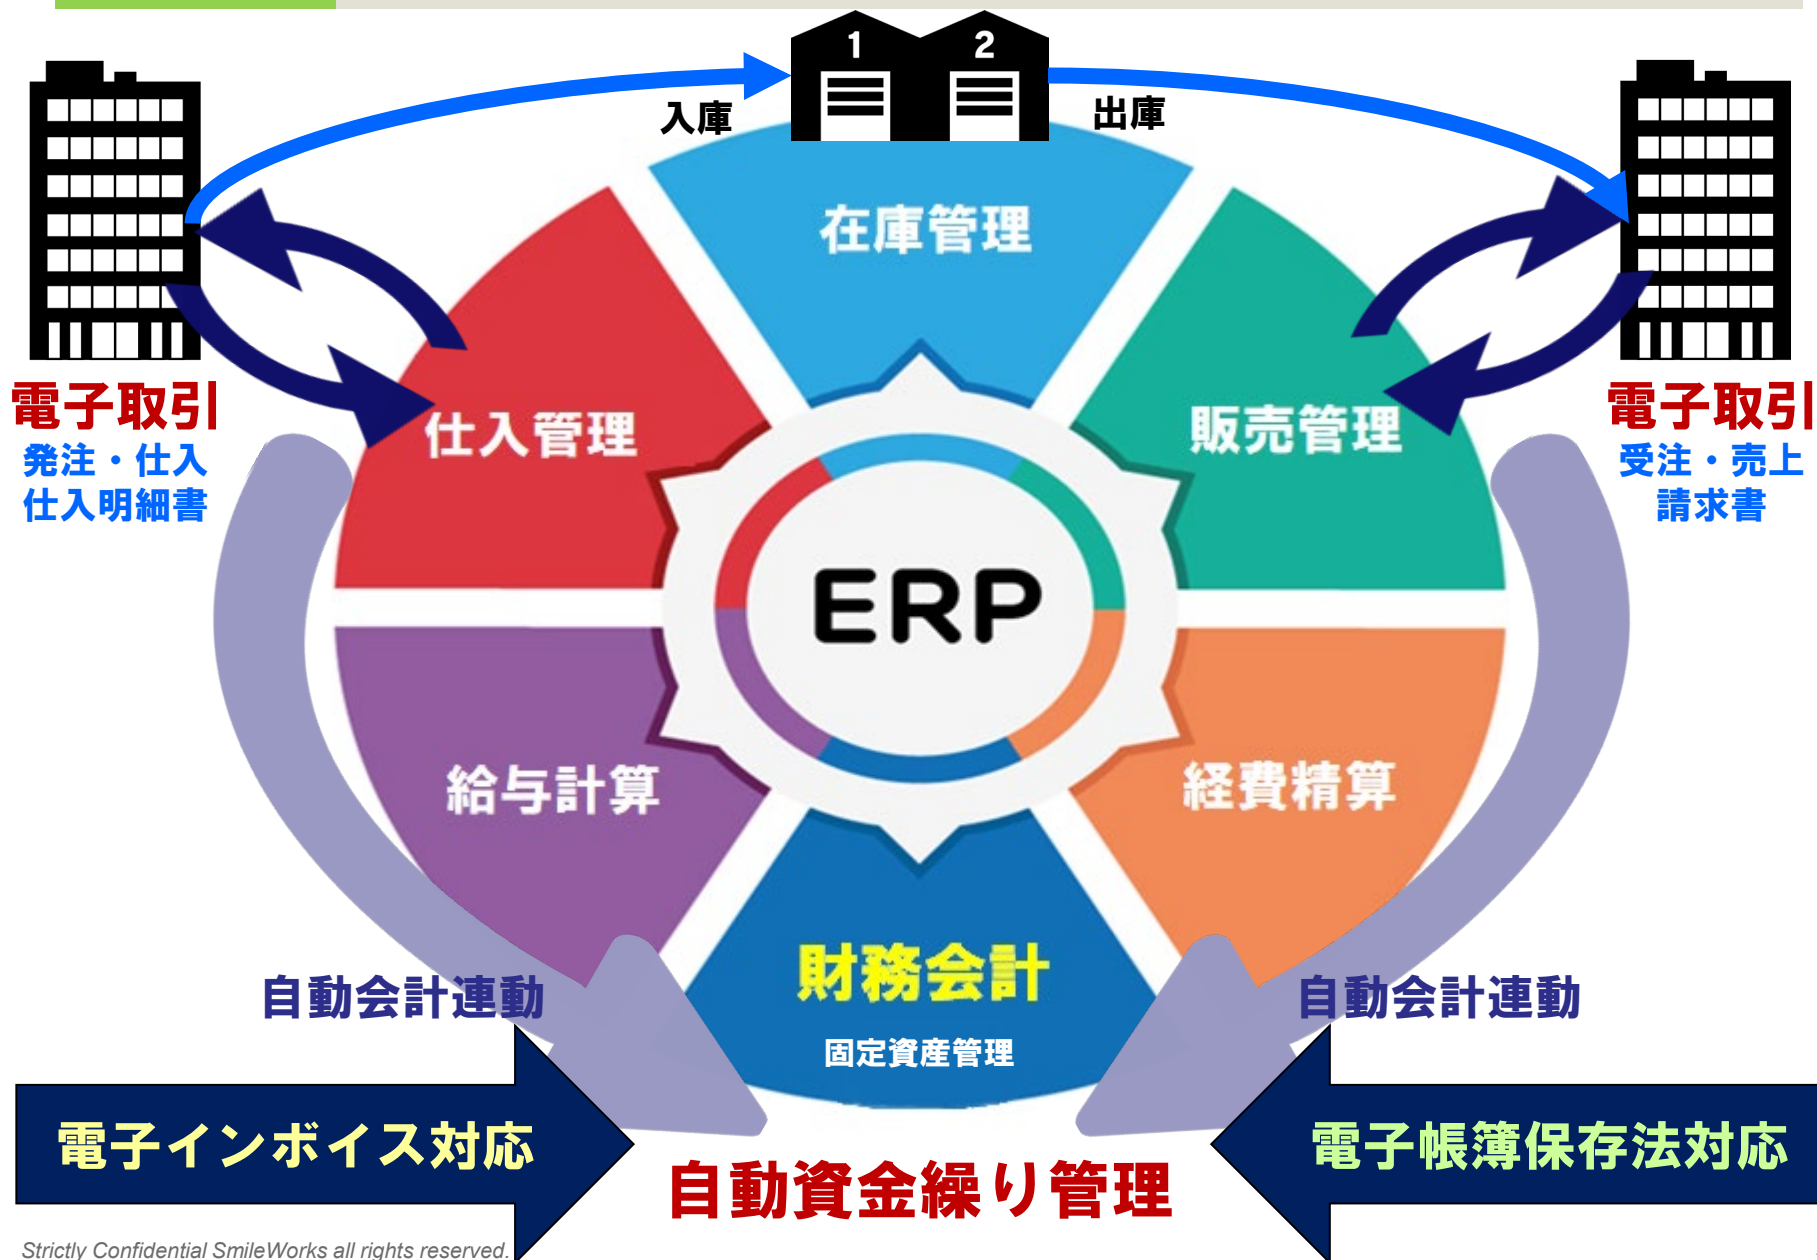 1
2
入庫
出庫
在庫管理
電子取引
発注・仕入
仕入明細書
仕入管理
販売管理
電子取引
受注・売上
請求書
ERP
給与計算
経費精算
財務会計
固定資産管理
自動会計連動
自動会計連動
電子インボイス対応
電子帳簿保存法対応
自動資金繰り管理
Strictly Confidential SmileWorks all rights reserved.